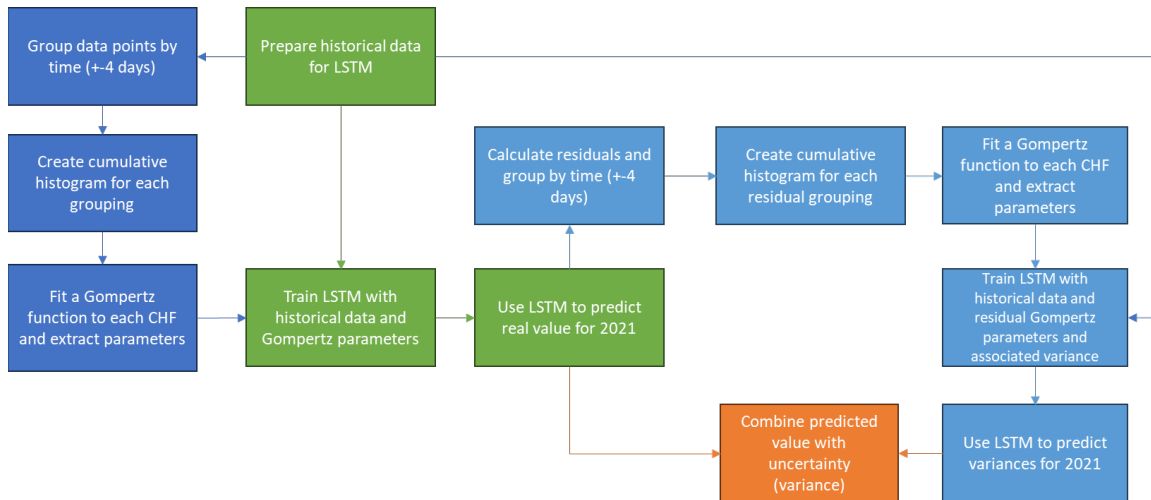 Group data points by
time (+-4 days)
Prepare historical data
for LSTM
Create cumulative
histogram for each
grouping
Calculate residuals and
group by time (+-4
days)
Create cumulative
histogram for each
residual grouping
Fit a Gompertz
function to each CHF
and extract
parameters
Fit a Gompertz
function to each CHF
and extract parameters
Train LSTM with
historical data and
Gompertz parameters
Use LSTM to predict
real value for 2021
Train LSTM with
historical data and
residual Gompertz
parameters and
associated variance
Combine predicted
value with
uncertainty
(variance)
Use LSTM to predict
variances for 2021